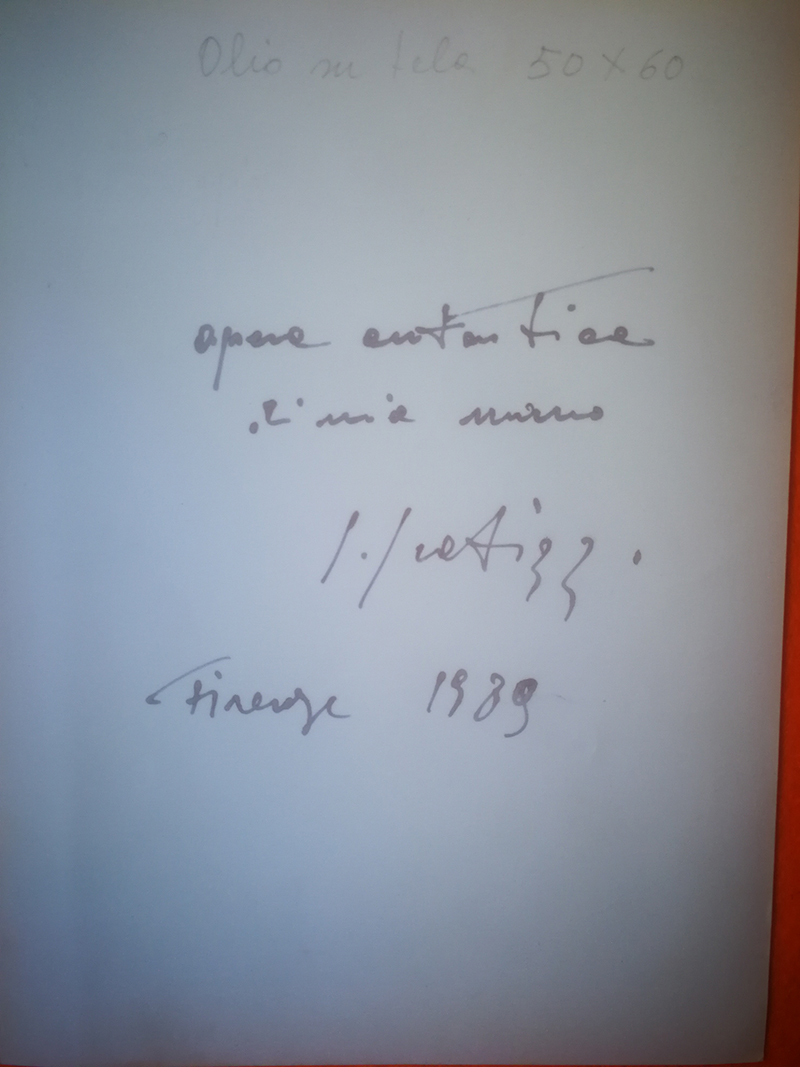 Olio su tela 50 x 60
opera autentica
di mia mano
Firenze 1989